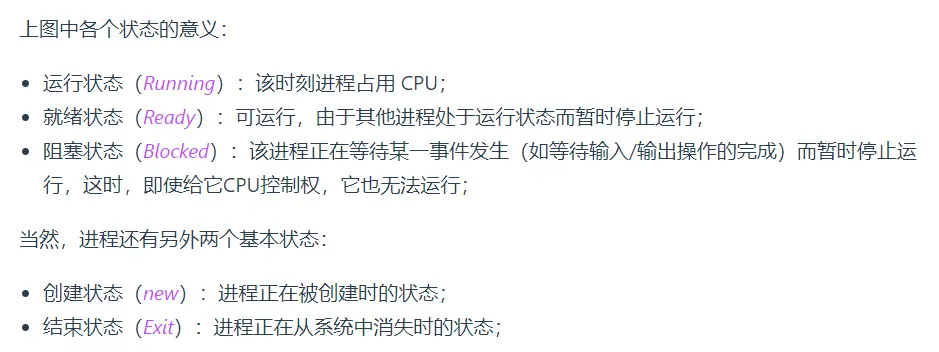 上图中各个状态的意义：
运行状态（Running）：该时刻进程占用 CPU；
就绪状态（Ready）：可运行，由于其他进程处于运行状态而暂时停止运行；
阻塞状态（Blocked）：该进程正在等待某一事件发生（如等待输入/输出操作的完成）而暂时停止运
行，这时，即使给它CPU控制权，它也无法运行；
当然，进程还有另外两个基本状态：
创建状态（new）：进程正在被创建时的状态；
结束状态（Exit）：进程正在从系统中消失时的状态；